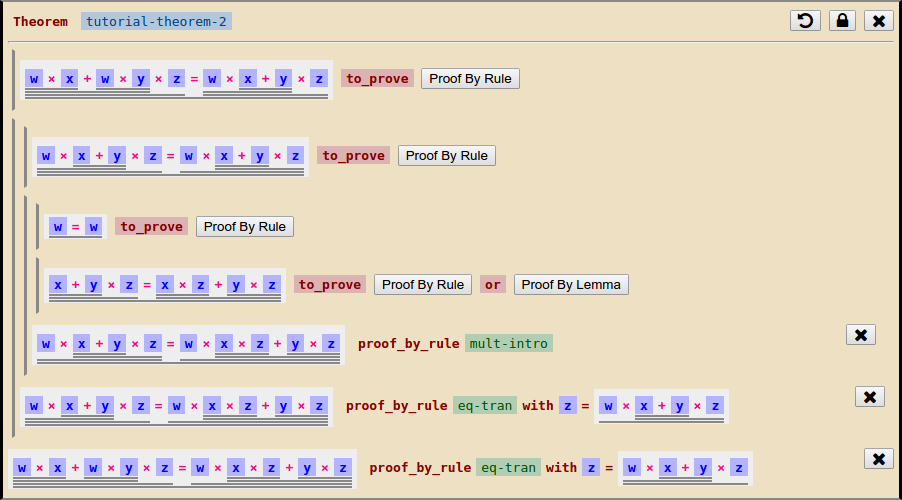 Theorem tutorial-theorem-2
w × x + w × y × z = w × x + y × z to_prove Proof By Rule
w × x + y × z = w × x + y × z to_prove Proof By Rule
w = w to_prove Proof By Rule
x + y × z = x × z + y × z to_prove Proof By Rule or Proof By Lemma
w × x + y × z = w × x × z + y × z proof_by_rule mult-intro
w × x + y × z = w × x × z + y × z proof_by_rule eq-tran with z = w × x + y × z
w × x + w × y × z = w × x × z + y × z proof_by_rule eq-tran with z = w × x + y × z